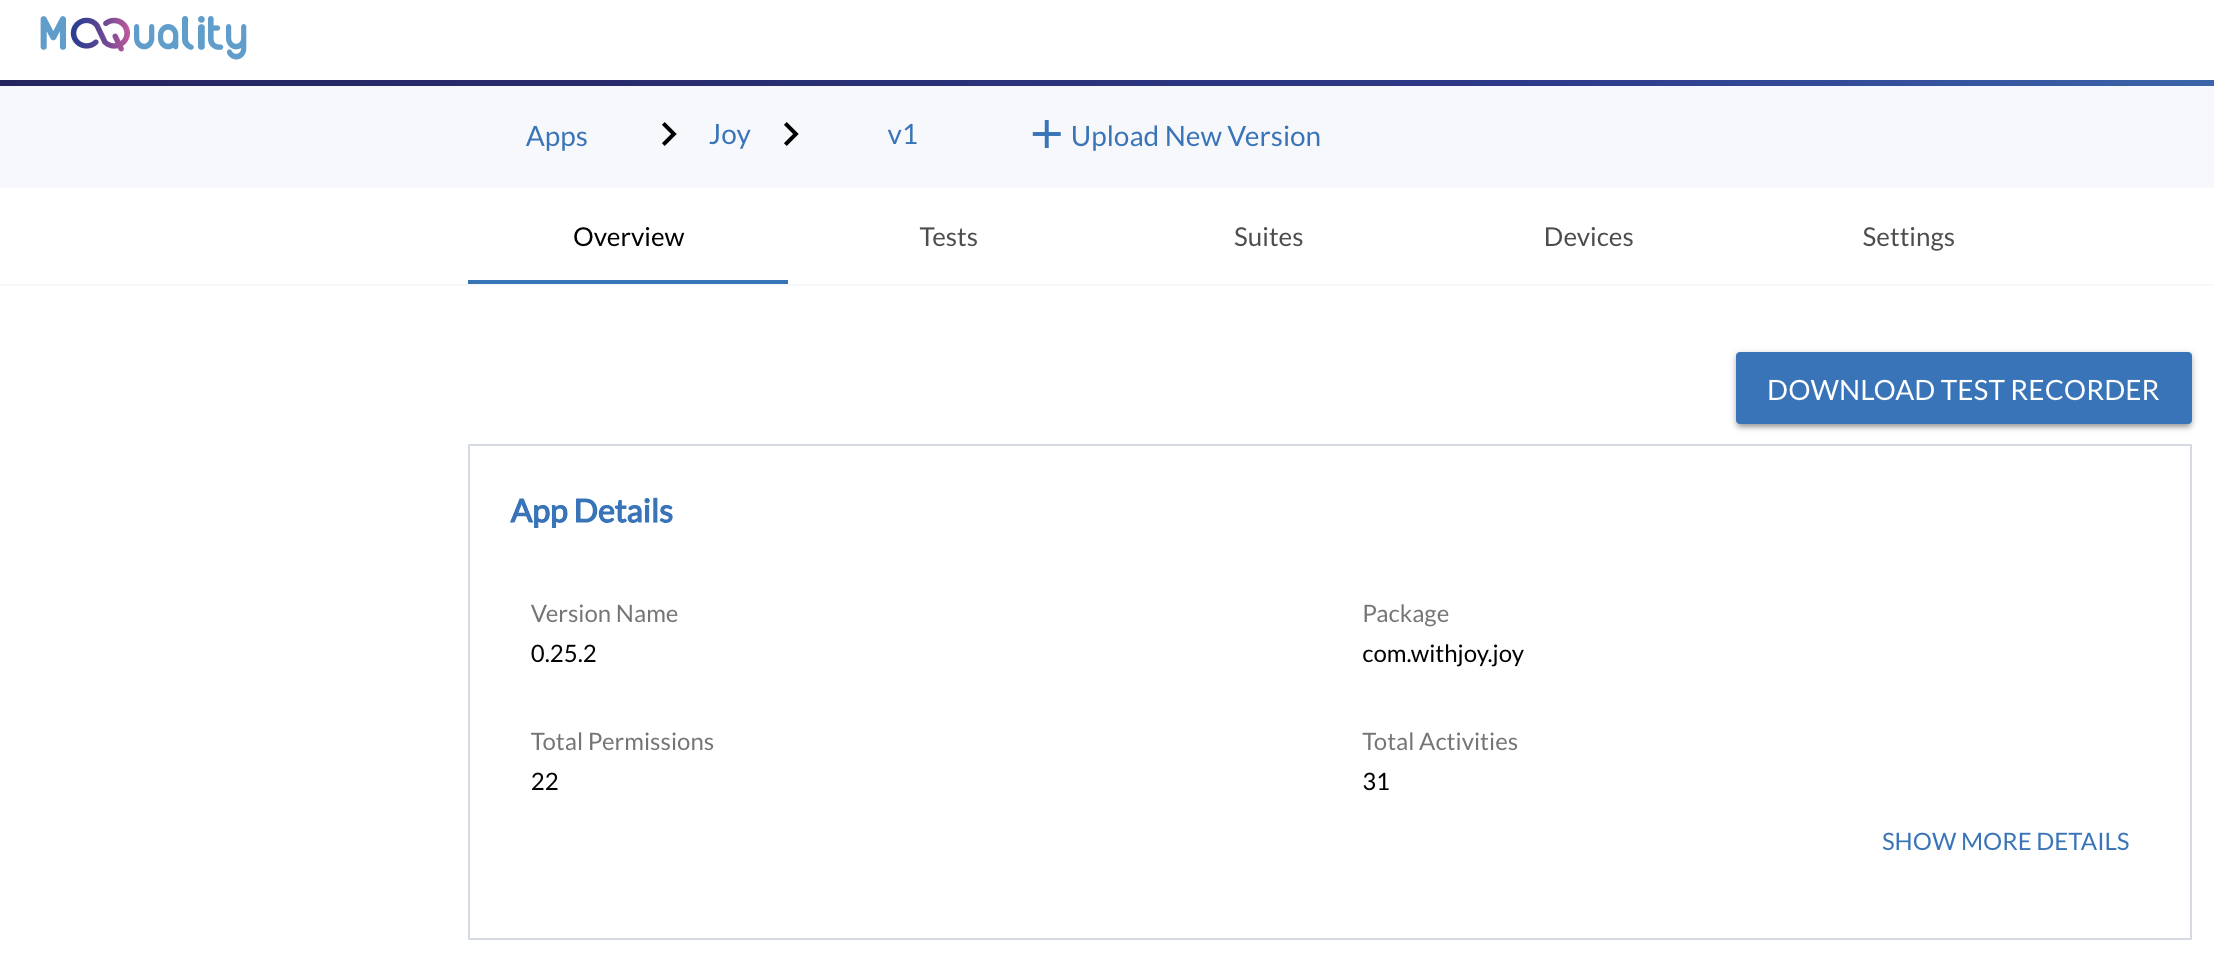 MoQuality
Apps Joy v1 Upload New Version
Overview Tests Suites Devices Settings
DOWNLOAD TEST RECORDER
App Details
Version Name Package
0.25.2 com.withjoy.joy
Total Permissions Total Activities
22 31
SHOW MORE DETAILS